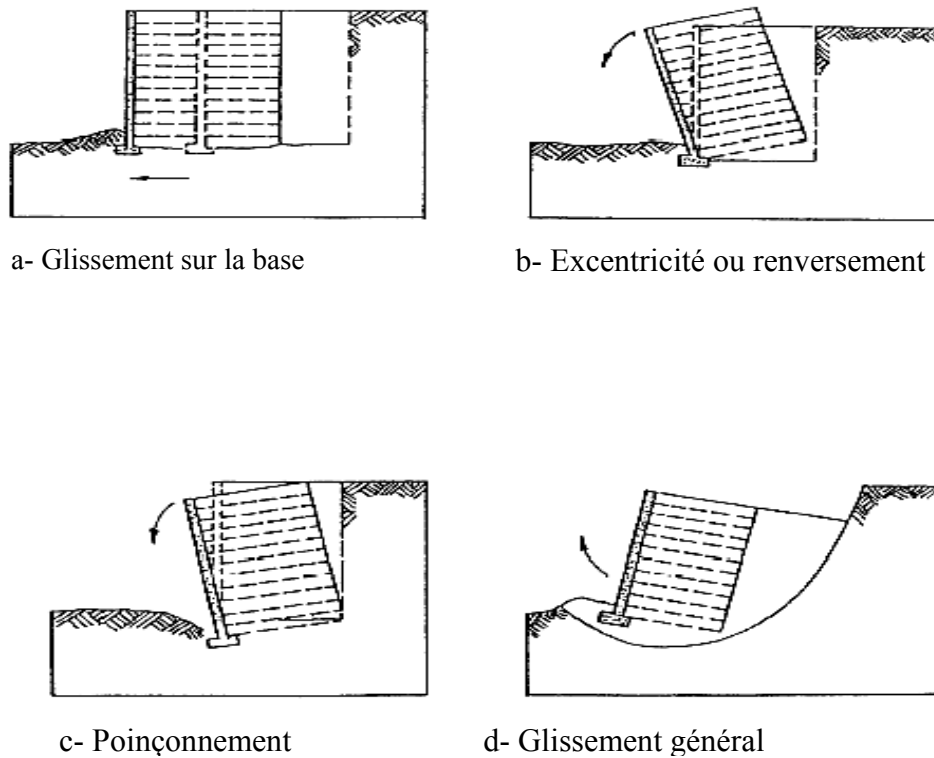 a- Glissement sur la base
b- Excentricité ou renversement
c- Poinçonnement
d- Glissement général